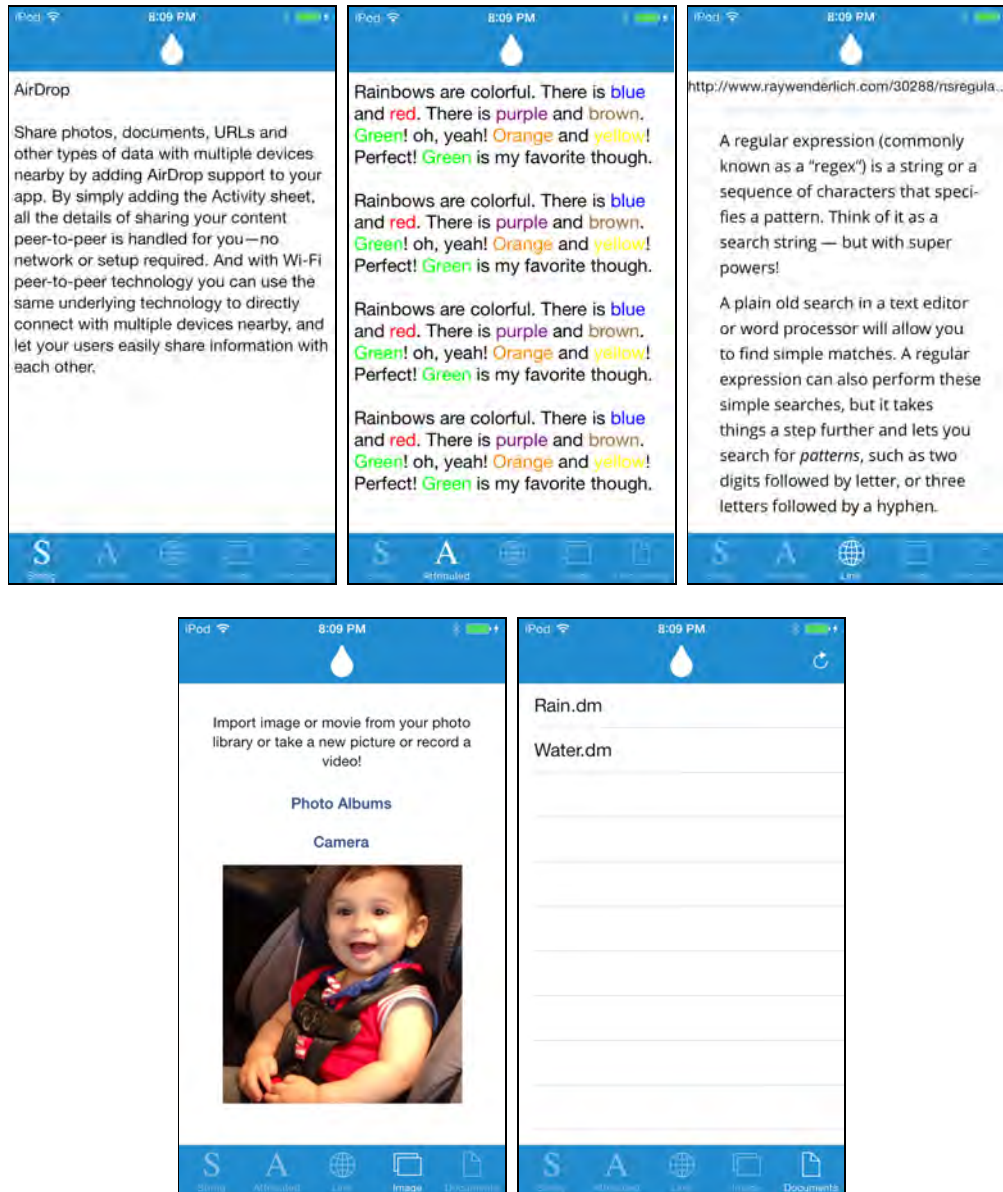 iPod 8:09 PM
AirDrop
Share photos, documents, URLs and
other types of data with multiple devices
nearby by adding AirDrop support to your
app. By simply adding the Activity sheet,
all the details of sharing your content
peer-to-peer is handled for you—no
network or setup required. And with Wi-Fi
peer-to-peer technology you can use the
same underlying technology to directly
connect with multiple devices nearby, and
let your users easily share information with
each other.
S A
String
iPod 8:09 PM
Rainbows are colorful. There is blue
and red. There is purple and brown.
Green! oh, yeah! Orange and yellow!
Perfect! Green is my favorite though.
Rainbows are colorful. There is blue
and red. There is purple and brown.
Green! oh, yeah! Orange and yellow!
Perfect! Green is my favorite though.
Rainbows are colorful. There is blue
and red. There is purple and brown.
Green! oh, yeah! Orange and yellow!
Perfect! Green is my favorite though.
Rainbows are colorful. There is blue
and red. There is purple and brown.
Green! oh, yeah! Orange and yellow!
Perfect! Green is my favorite though.
S A
Attributed
iPod 8:09 PM
http://www.raywenderlich.com/30288/nsregula...
A regular expression (commonly
known as a “regex”) is a string or a
sequence of characters that speci-
fies a pattern. Think of it as a
search string — but with super
powers!
A plain old search in a text editor
or word processor will allow you
to find simple matches. A regular
expression can also perform these
simple searches, but it takes
things a step further and lets you
search for patterns, such as two
digits followed by letter, or three
letters followed by a hyphen.
S A
Link
iPod 8:09 PM
Import image or movie from your photo
library or take a new picture or record a
video!
Photo Albums
Camera
S A
String Attributed Link Image Documents
iPod 8:09 PM
Rain.dm
Water.dm
S A
String Attributed Link Image Documents